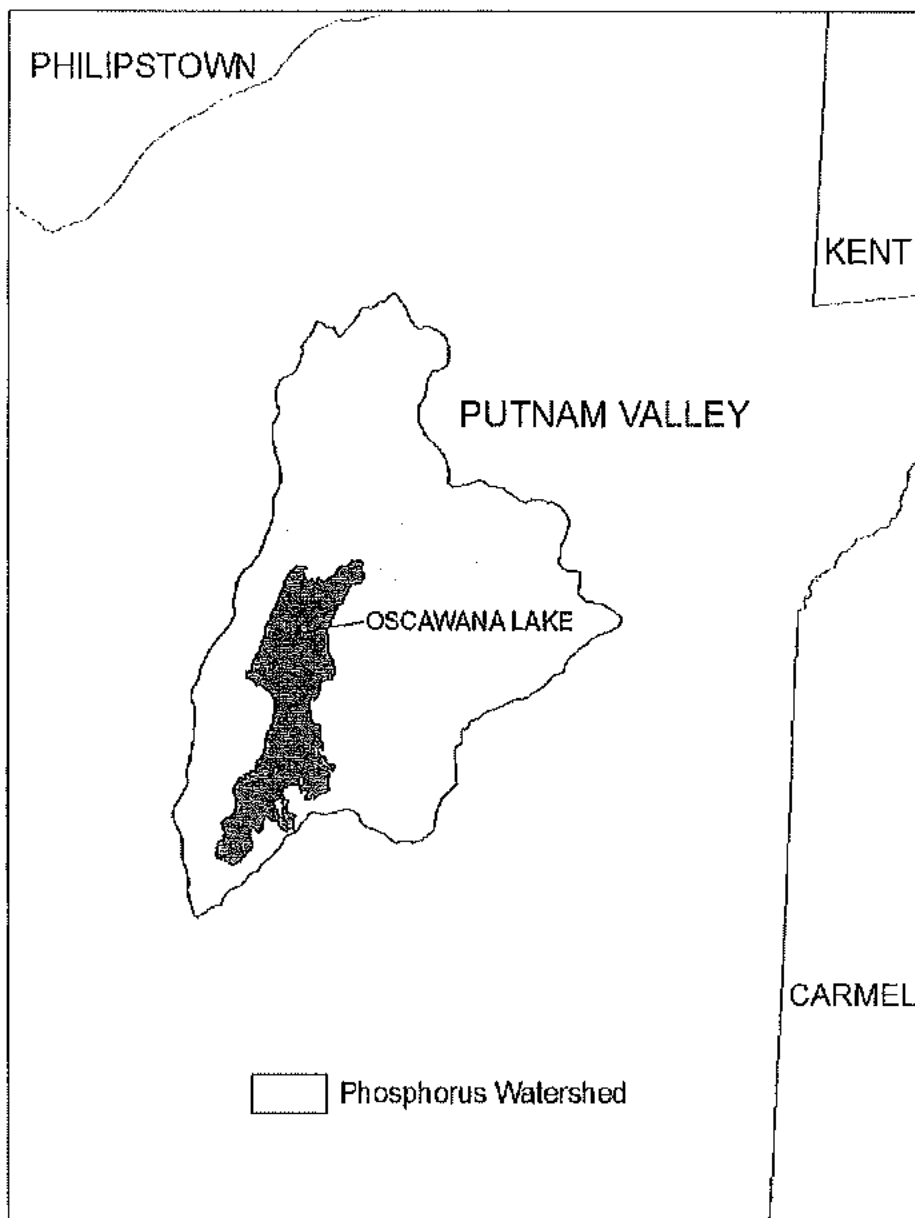 PHILIPSTOWN
KENT
PUTNAM VALLEY
OSCAWANA LAKE
CARMEL
Phosphorus Watershed